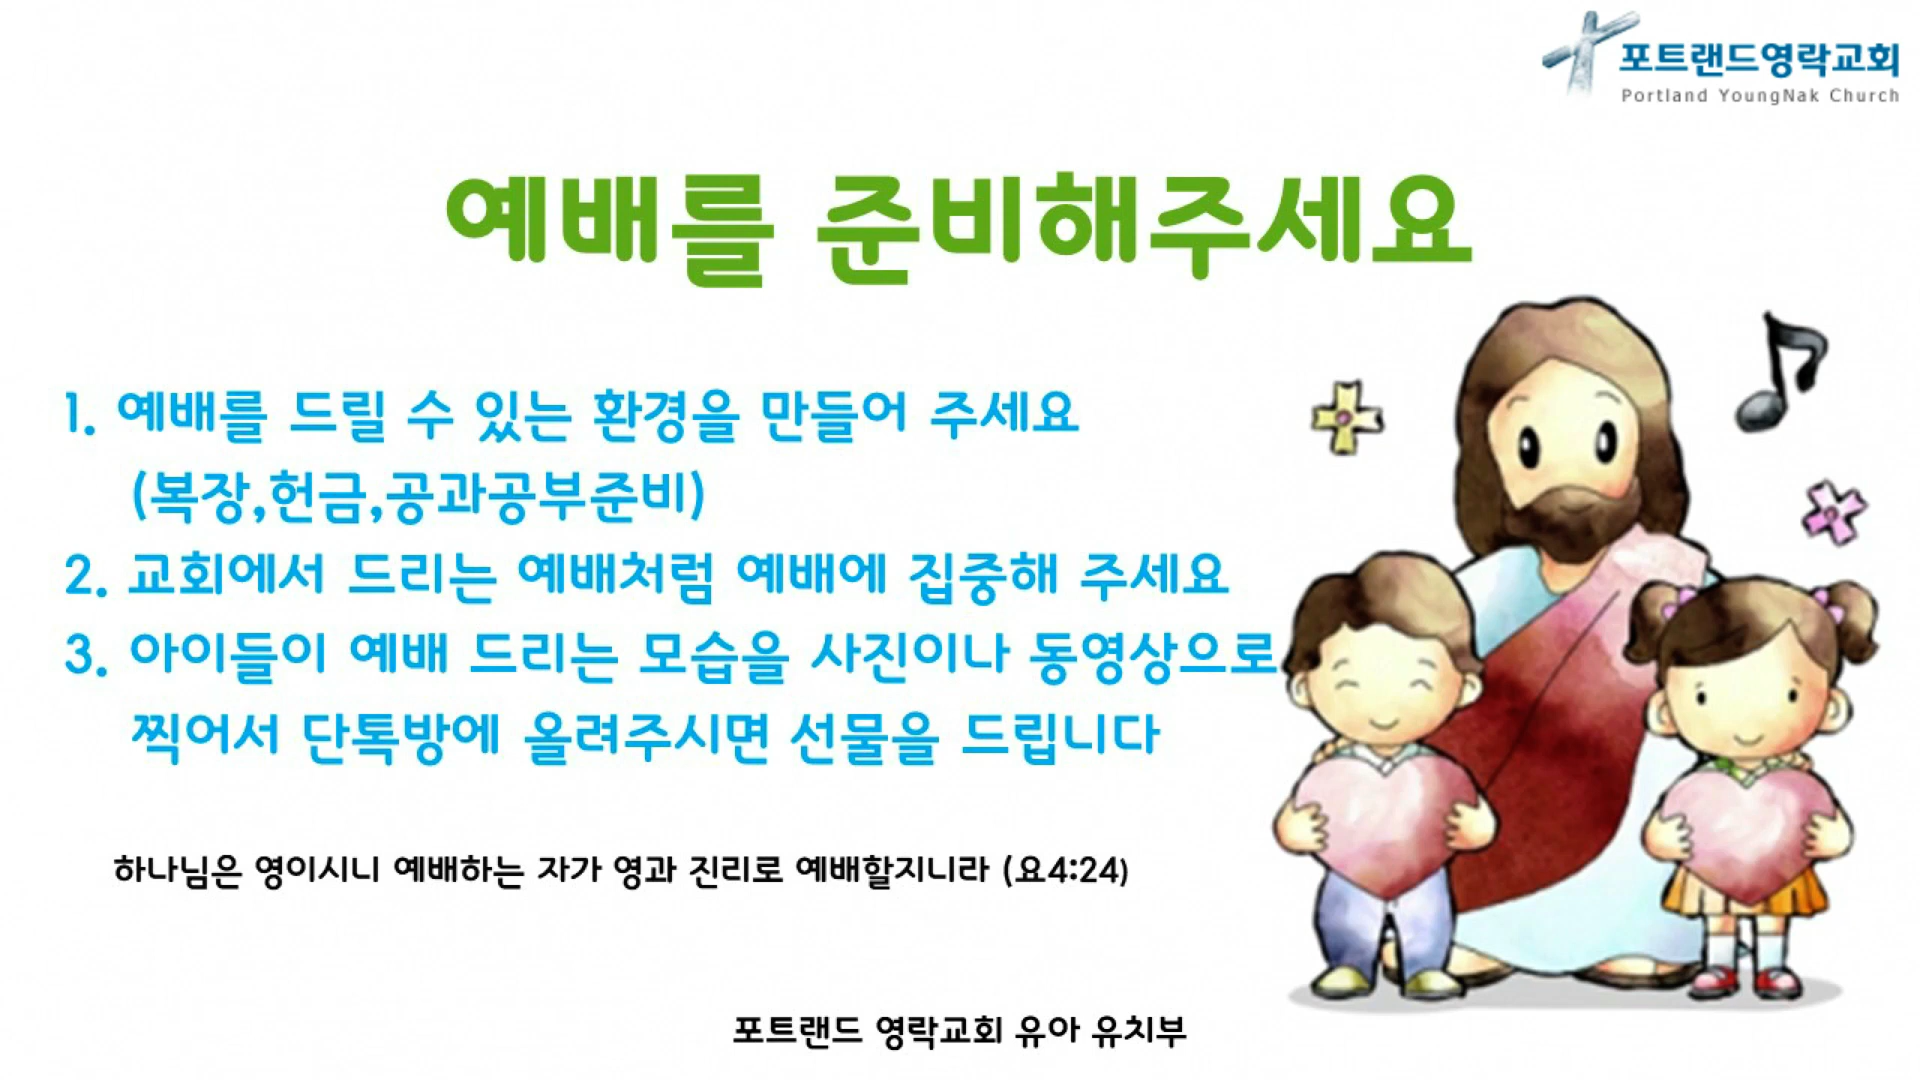 포트랜드영락교회
Portland YoungNak Church
예배를 준비해주세요
1. 예배를 드릴 수 있는 환경을 만들어 주세요
(복장,헌금,공과공부준비)
2. 교회에서 드리는 예배처럼 예배에 집중해 주세요
3. 아이들이 예배 드리는 모습을 사진이나 동영상으로
찍어서 단톡방에 올려주시면 선물을 드립니다
하나님은 영이시니 예배하는 자가 영과 진리로 예배할지니라 (요4:24)
포트랜드 영락교회 유아 유치부